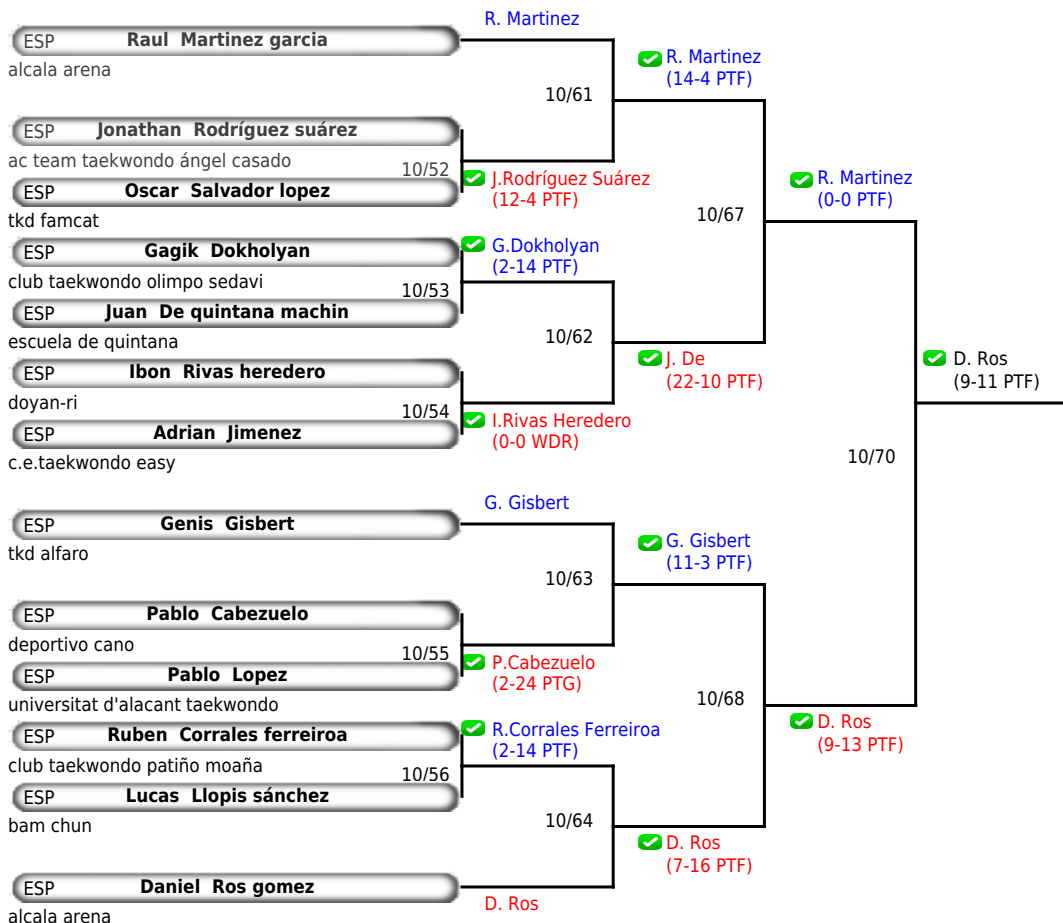 R. Martinez
ESP Raul Martinez garcia
alcala arena
R. Martinez
(14-4 PTF)
10/61
ESP Jonathan Rodríguez suárez
ac team taekwondo ángel casado
10/52
J.Rodríguez Suárez
(12-4 PTF)
ESP Oscar Salvador lopez
tkd famcat
R. Martinez
(0-0 PTF)
10/67
ESP Gagik Dokholyan
club taekwondo olimpo sedavi
G.Dokholyan
(2-14 PTF)
10/53
ESP Juan De quintana machin
escuela de quintana
10/62
J. De
(22-10 PTF)
ESP Ibon Rivas heredero
doyan-ri
10/54
I.Rivas Heredero
(0-0 WDR)
ESP Adrian Jimenez
c.e.taekwondo easy
D. Ros
(9-11 PTF)
10/70
G. Gisbert
ESP Genis Gisbert
tkd alfaro
G. Gisbert
(11-3 PTF)
10/63
ESP Pablo Cabezuelo
deportivo cano
10/55
P.Cabezuelo
(2-24 PTG)
ESP Pablo Lopez
universitat d'alacant taekwondo
10/68
D. Ros
(9-13 PTF)
ESP Ruben Corrales ferreiroa
club taekwondo patiño moaña
R.Corrales Ferreiroa
(2-14 PTF)
10/56
ESP Lucas Llopis sánchez
bam chun
10/64
D. Ros
(7-16 PTF)
ESP Daniel Ros gomez
alcala arena
D. Ros